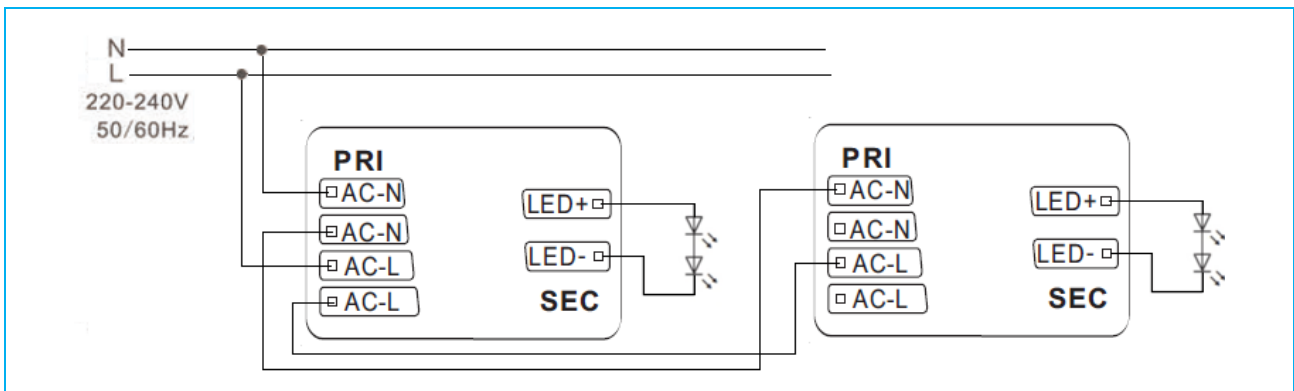 N
L
220-240V
50/60Hz
PRI
AC-N
AC-N
AC-L
AC-L
LED+
LED-
SEC
PRI
AC-N
AC-N
AC-L
AC-L
LED+
LED-
SEC